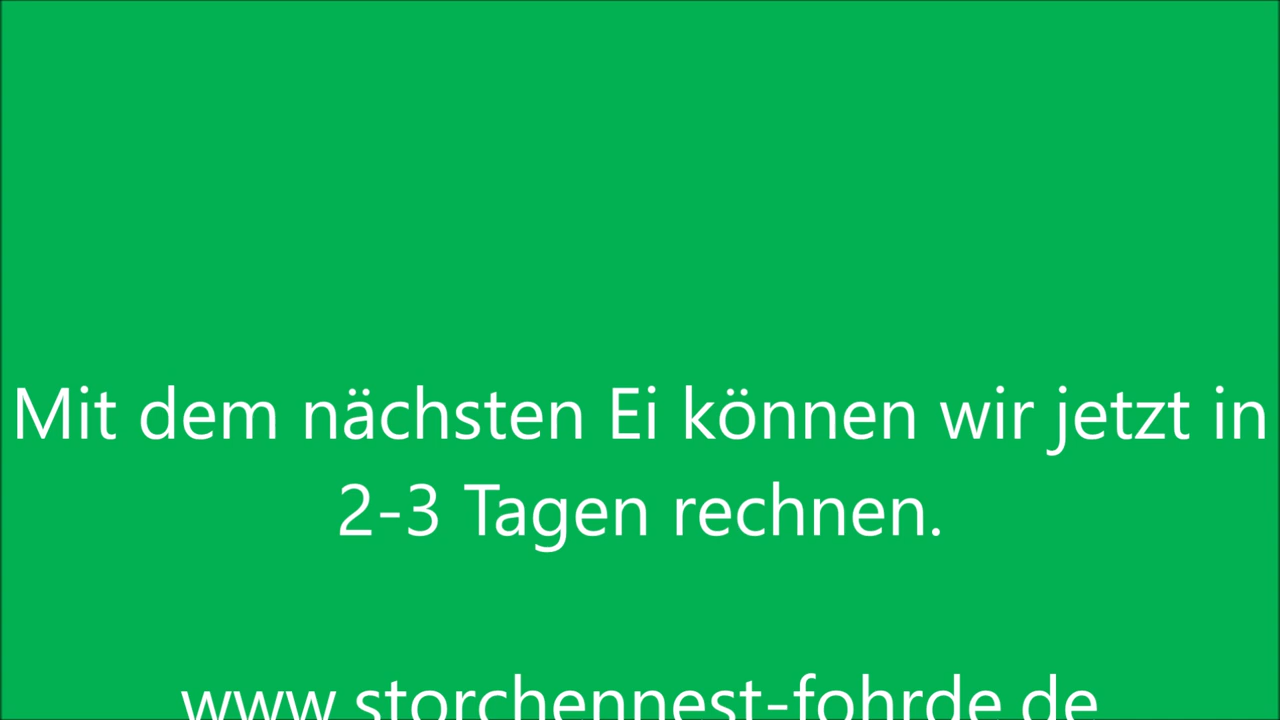 Mit dem nächsten Ei können wir jetzt in
2-3 Tagen rechnen.
www.storchennest-fohrde.de